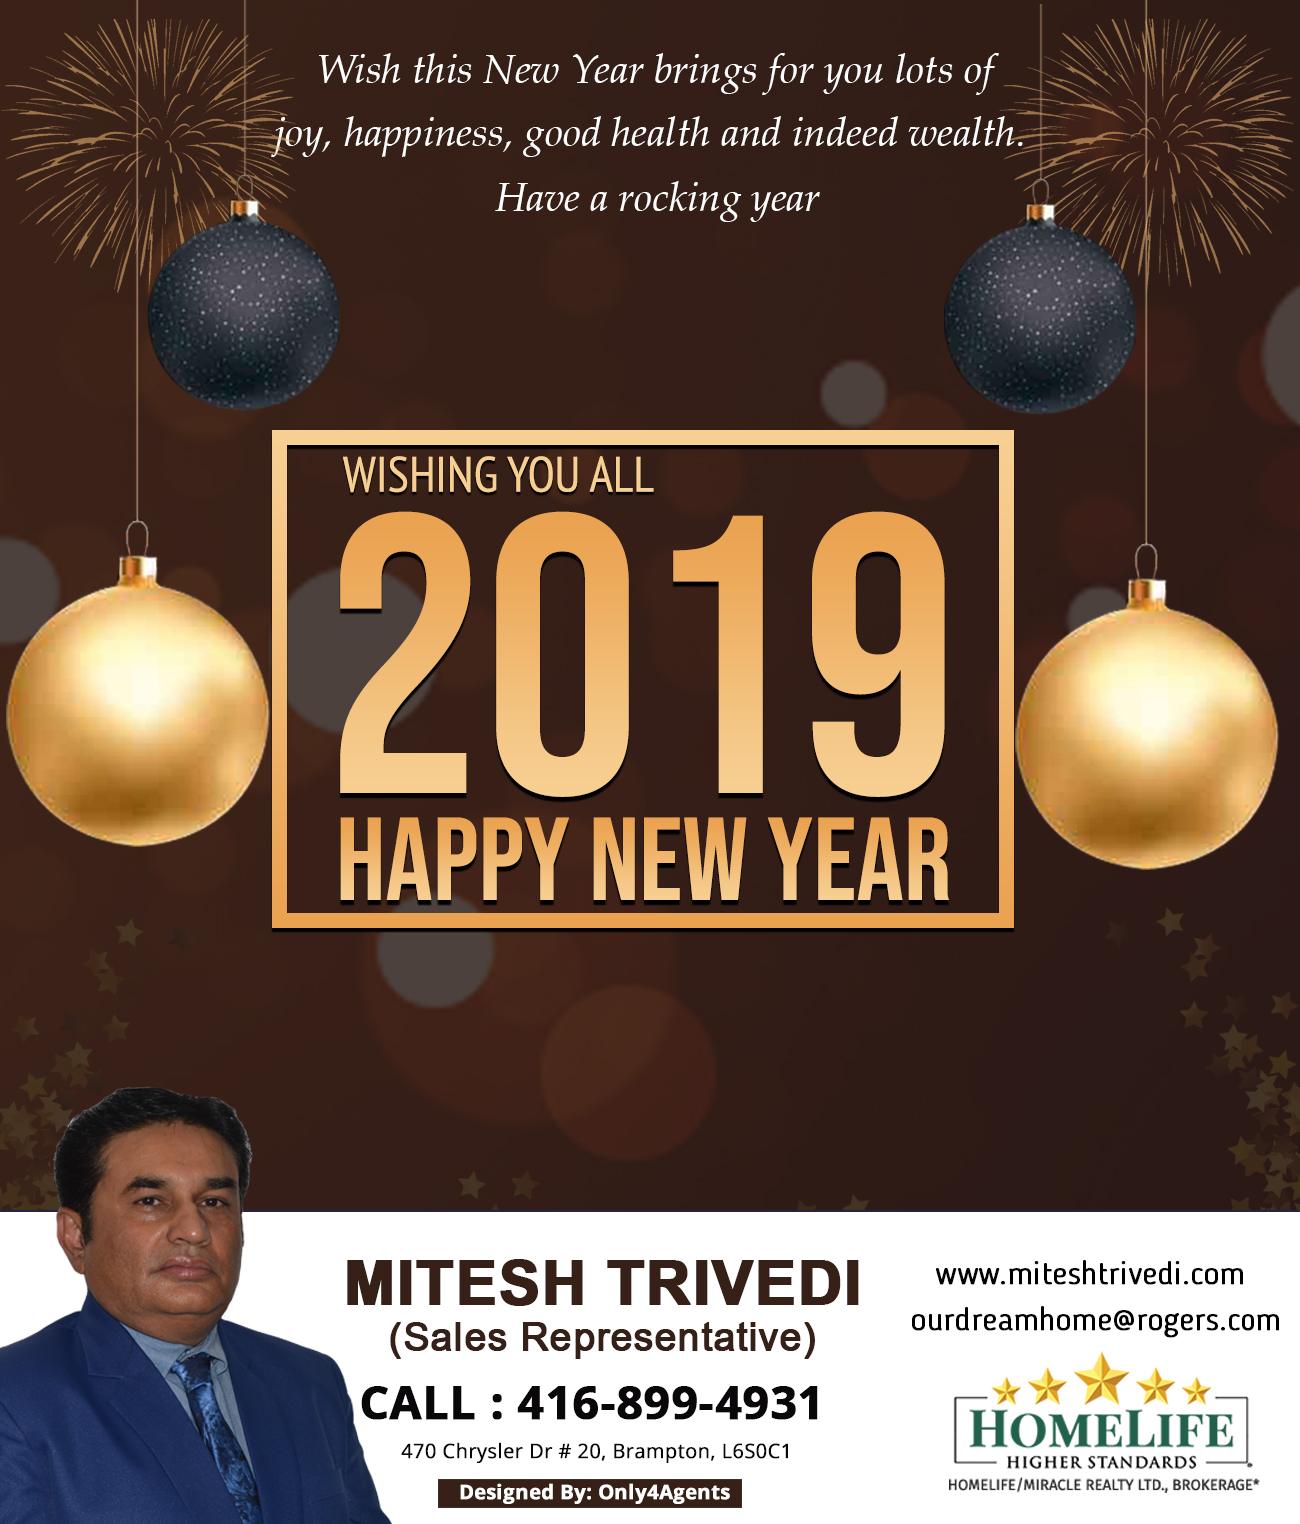 Wish this New Year brings for you lots of
joy, happiness, good health and indeed wealth.
Have a rocking year
WISHING YOU ALL
2019
HAPPY NEW YEAR
MITESH TRIVEDI
(Sales Representative)
CALL : 416-899-4931
470 Chrysler Dr # 20, Brampton, L6S0C1
Designed By: Only4Agents
www.miteshtrivedi.com
ourdreamhome@rogers.com
HOMELIFE
HIGHER STANDARDS
HOMELIFE/MIRACLE REALTY LTD., BROKERAGE*